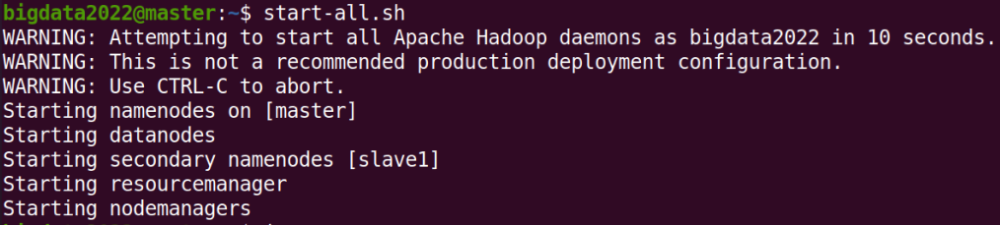 bigdata2022@master:~$ start-all.sh
WARNING: Attempting to start all Apache Hadoop daemons as bigdata2022 in 10 seconds.
WARNING: This is not a recommended production deployment configuration.
WARNING: Use CTRL-C to abort.
Starting namenodes on [master]
Starting datanodes
Starting secondary namenodes [slave1]
Starting resourcemanager
Starting nodemanagers